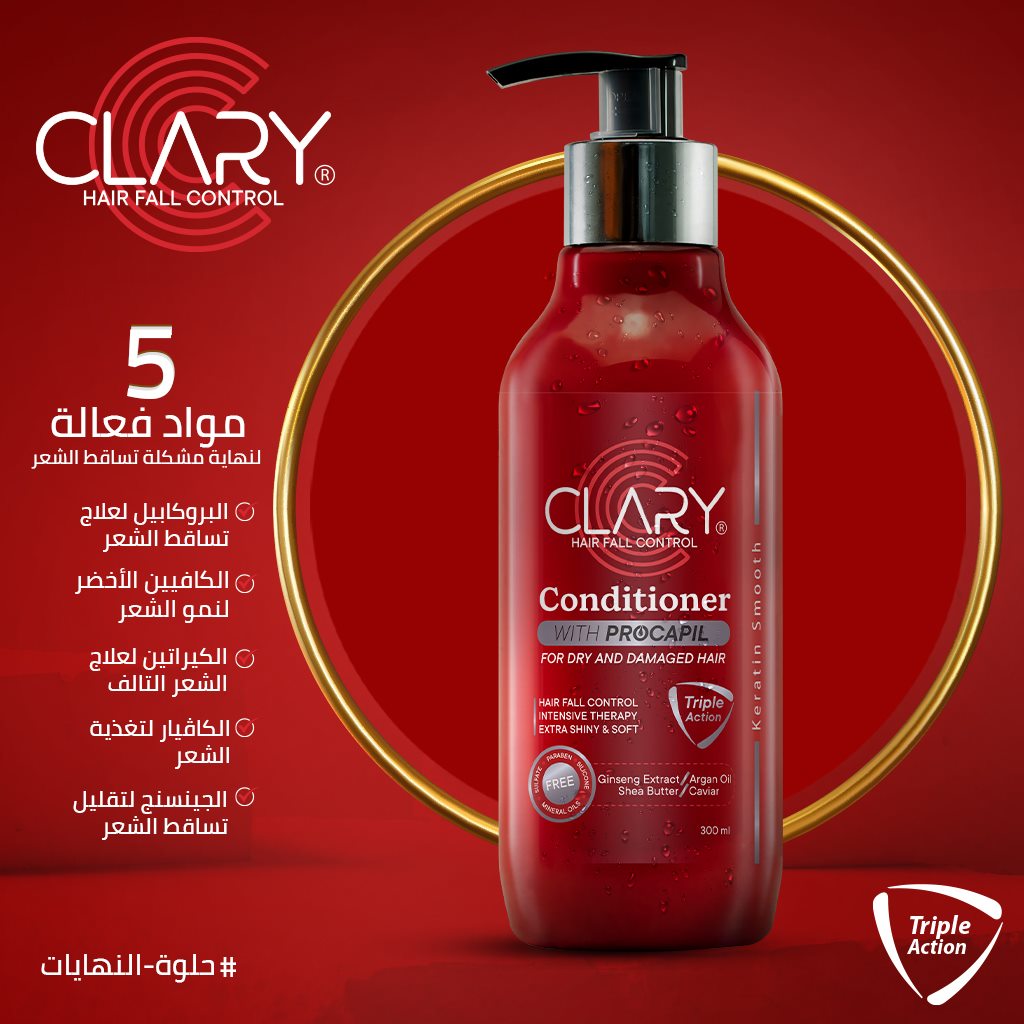 CLARY®
HAIR FALL CONTROL
5
مواد فعالة
لنهاية مشكلة تساقط الشعر
البروكابيل لعلاج
تساقط الشعر
الكافيين الأخضر
لنمو الشعر
الكيراتين لعلاج
الشعر التالف
الكاڤيار لتغذية
الشعر
الجينسنج لتقليل
تساقط الشعر
#حلوة-النهايات
CLARY®
HAIR FALL CONTROL
Conditioner
WITH PROCAPIL
FOR DRY AND DAMAGED HAIR
HAIR FALL CONTROL
INTENSIVE THERAPY
EXTRA SHINY & SOFT
Triple
Action
SULFATE PARABEN SILICONE
FREE
MINERAL OILS
Ginseng Extract/Argan Oil
Shea Butter/Caviar
300 ml
Keratin Smooth
Triple
Action